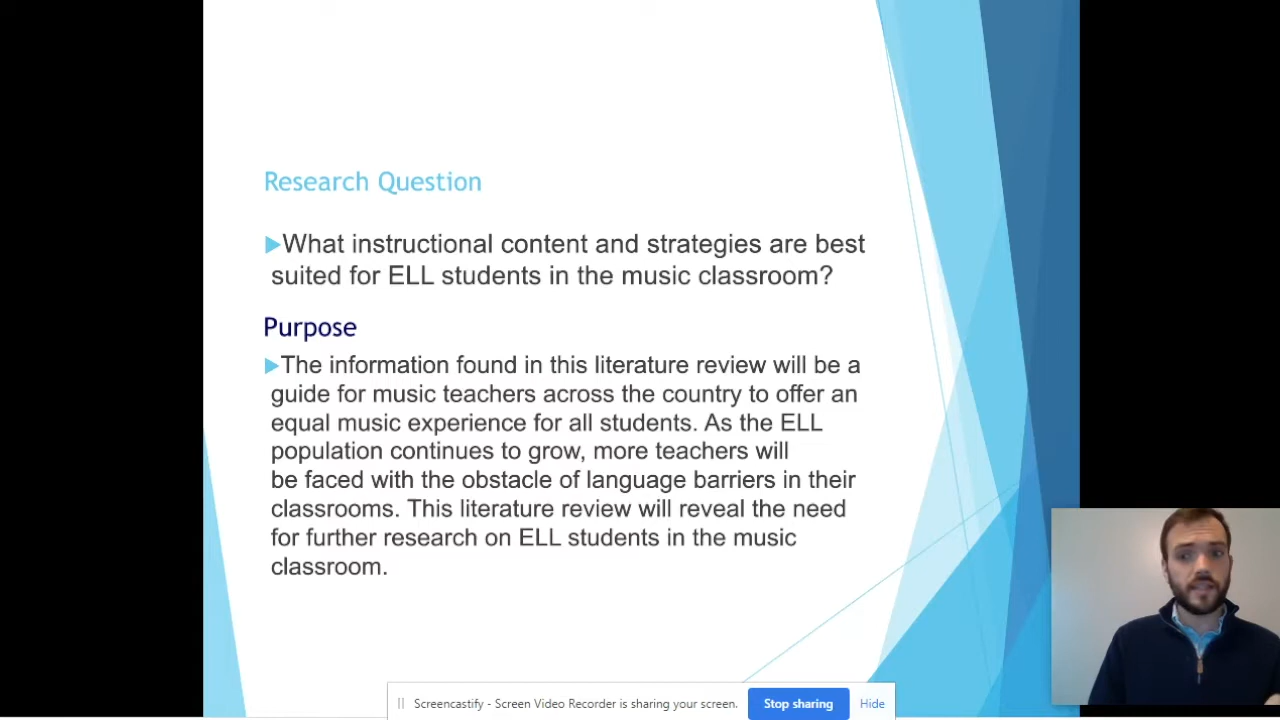 Research Question
What instructional content and strategies are best
suited for ELL students in the music classroom?
Purpose
The information found in this literature review will be a
guide for music teachers across the country to offer an
equal music experience for all students. As the ELL
population continues to grow, more teachers will
be faced with the obstacle of language barriers in their
classrooms. This literature review will reveal the need
for further research on ELL students in the music
classroom.
Screencastify - Screen Video Recorder is sharing your screen. Stop sharing Hide